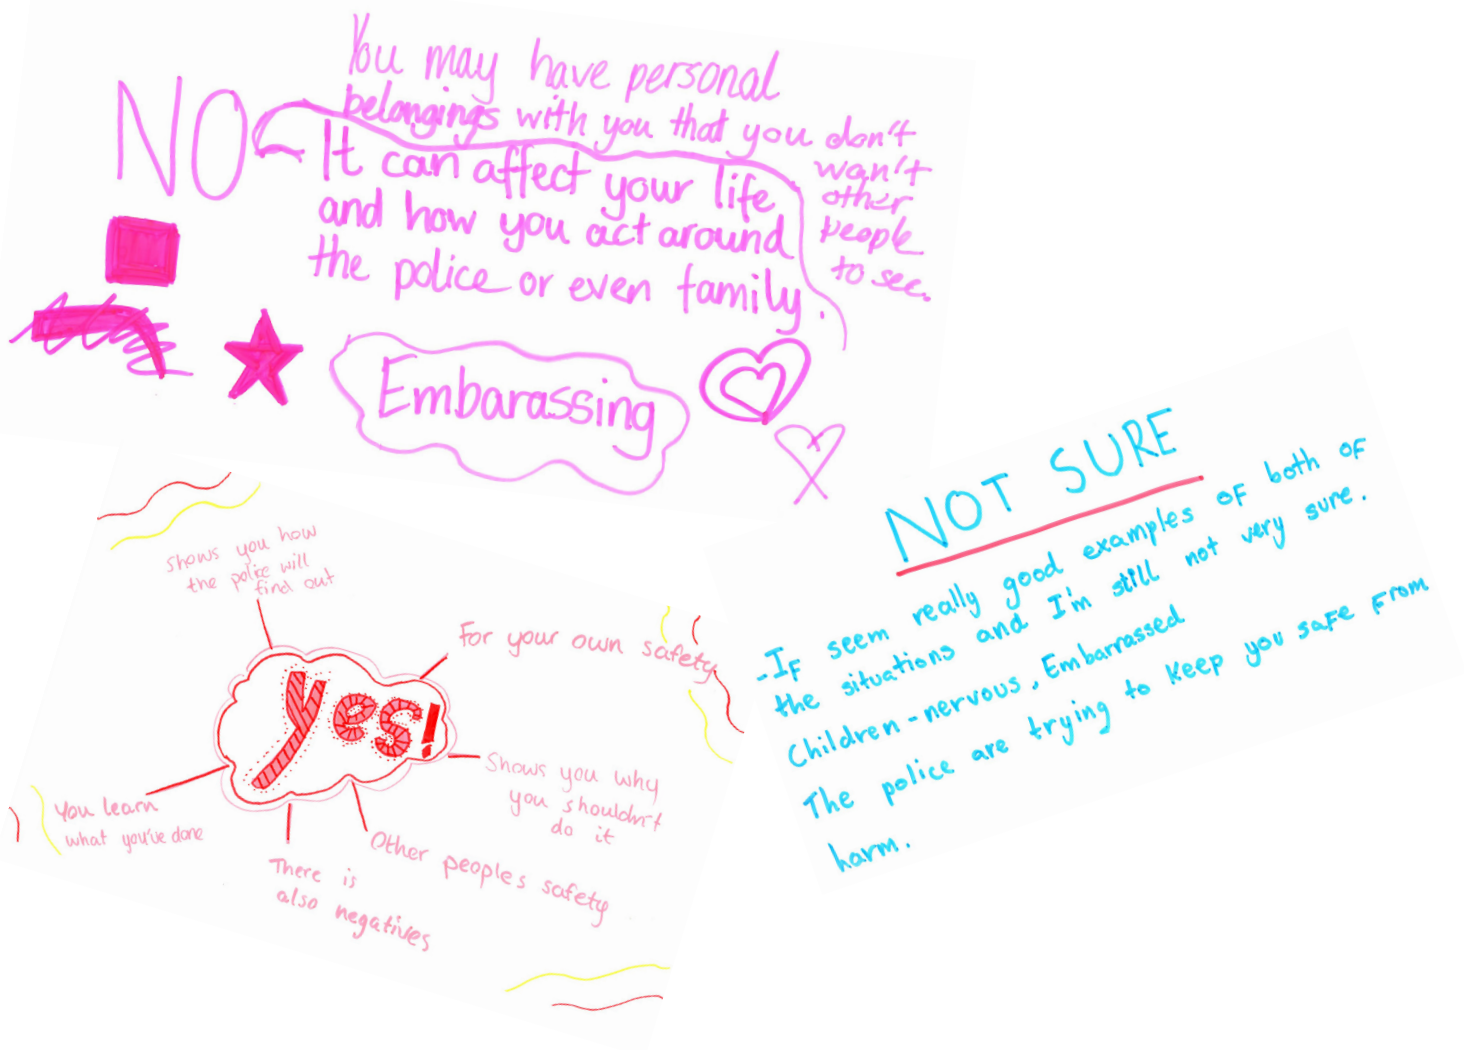 NO
You may have personal
belongings with you that you don't
wan't
other
people
to see.
It can affect your life
and how you act around
the police or even family.
Embarassing
NOT SURE
-If seem really good examples of both of
the situations and I'm still not very sure.
Children-nervous, Embarrassed
The police are trying to keep you safe from
harm.
Shows you how
the police will
find out
For your own safety
Yes!
Shows you why
you shouldn't
do it
You learn
what you've done
Other peoples safety
There is
also negatives